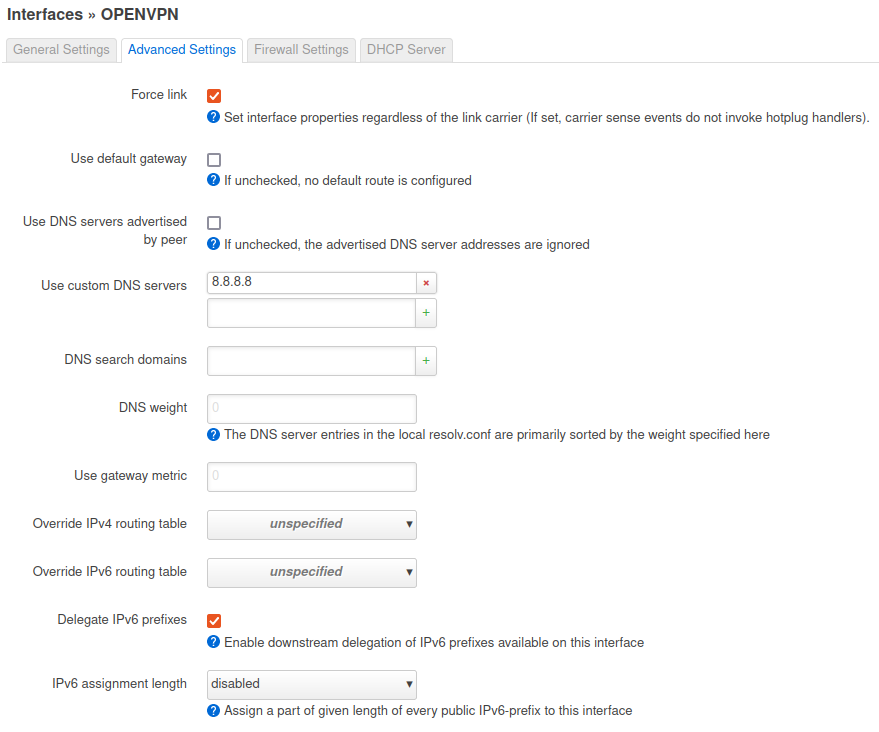 Interfaces » OPENVPN
General Settings Advanced Settings Firewall Settings DHCP Server
Force link
? Set interface properties regardless of the link carrier (If set, carrier sense events do not invoke hotplug handlers).
Use default gateway
? If unchecked, no default route is configured
Use DNS servers advertised
by peer
? If unchecked, the advertised DNS server addresses are ignored
Use custom DNS servers 8.8.8.8 ×
+
DNS search domains +
DNS weight 0
? The DNS server entries in the local resolv.conf are primarily sorted by the weight specified here
Use gateway metric 0
Override IPv4 routing table unspecified ▾
Override IPv6 routing table unspecified ▾
Delegate IPv6 prefixes
? Enable downstream delegation of IPv6 prefixes available on this interface
IPv6 assignment length disabled ▾
? Assign a part of given length of every public IPv6-prefix to this interface